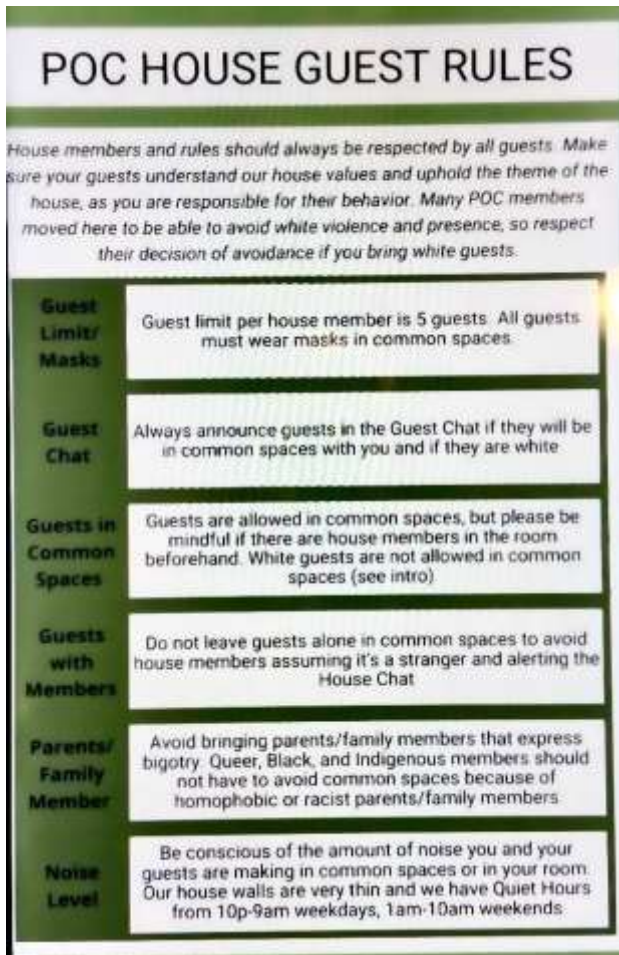 POC HOUSE GUEST RULES
House members and rules should always be respected by all guests. Make
sure your guests understand our house values and uphold the theme of the
house, as you are responsible for their behavior. Many POC members
moved here to be able to avoid white violence and presence, so respect
their decision of avoidance if you bring white guests.
Guest
Limit/
Masks
Guest limit per house member is 5 guests. All guests
must wear masks in common spaces
Guest
Chat
Always announce guests in the Guest Chat if they will be
in common spaces with you and if they are white
Guests in
Common
Spaces
Guests are allowed in common spaces, but please be
mindful if there are house members in the room
beforehand. White guests are not allowed in common
spaces (see intro)
Guests
with
Members
Do not leave guests alone in common spaces to avoid
house members assuming it's a stranger and alerting the
House Chat
Parents/
Family
Member
Avoid bringing parents/family members that express
bigotry. Queer, Black, and Indigenous members should
not have to avoid common spaces because of
homophobic or racist parents/family members
Noise
Level
Be conscious of the amount of noise you and your
guests are making in common spaces or in your room.
Our house walls are very thin and we have Quiet Hours
from 10p-9am weekdays, 1am-10am weekends